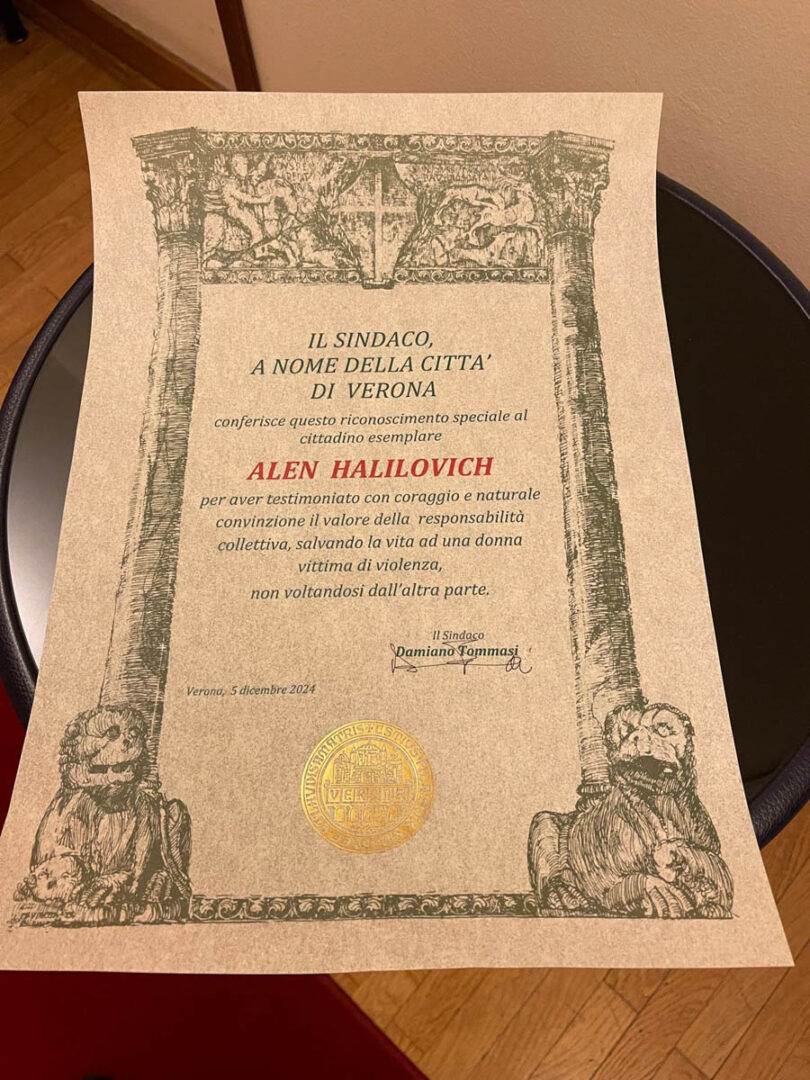 IL SINDACO,
A NOME DELLA CITTA'
DI VERONA
conferisce questo riconoscimento speciale al
cittadino esemplare
ALEN HALILOVICH
per aver testimoniato con coraggio e naturale
convinzione il valore della responsabilità
collettiva, salvando la vita ad una donna
vittima di violenza,
non voltandosi dall'altra parte.
Il Sindaco
Damiano Tommasi
Verona, 5 dicembre 2024